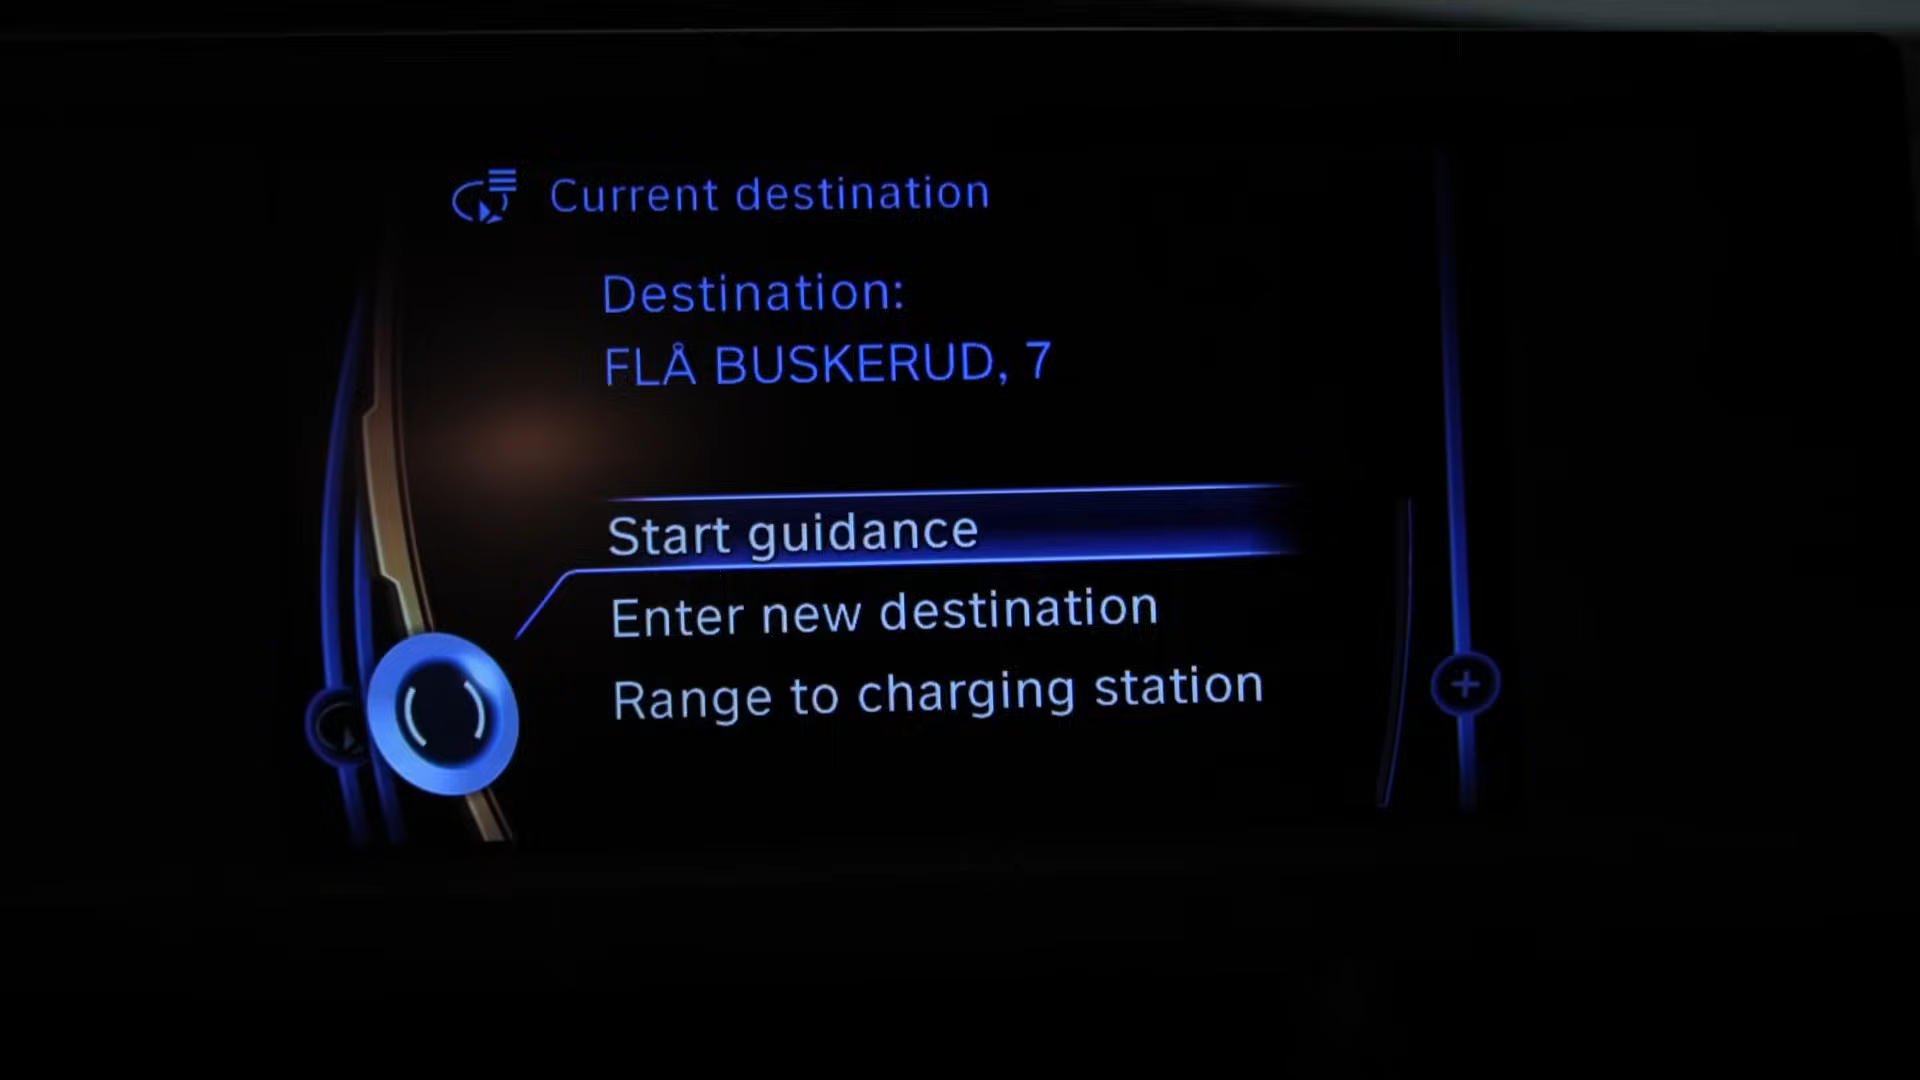 Current destination
Destination:
FLÅ BUSKERUD, 7
Start guidance
Enter new destination
Range to charging station